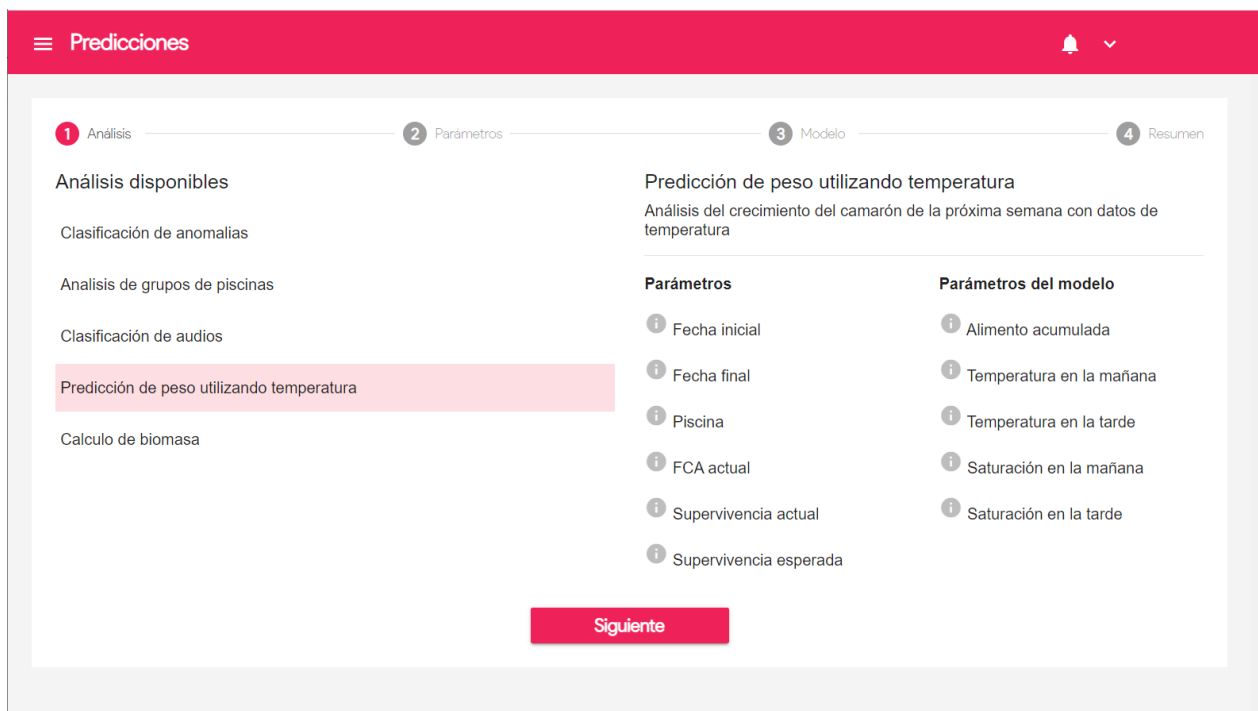 Predicciones
1 Análisis
2 Parámetros
3 Modelo
4 Resumen
Análisis disponibles
Clasificación de anomalias
Analisis de grupos de piscinas
Clasificación de audios
Predicción de peso utilizando temperatura
Calculo de biomasa
Predicción de peso utilizando temperatura
Análisis del crecimiento del camarón de la próxima semana con datos de
temperatura
Parámetros
Fecha inicial
Fecha final
Piscina
FCA actual
Supervivencia actual
Supervivencia esperada
Parámetros del modelo
Alimento acumulada
Temperatura en la mañana
Temperatura en la tarde
Saturación en la mañana
Saturación en la tarde
Siguiente